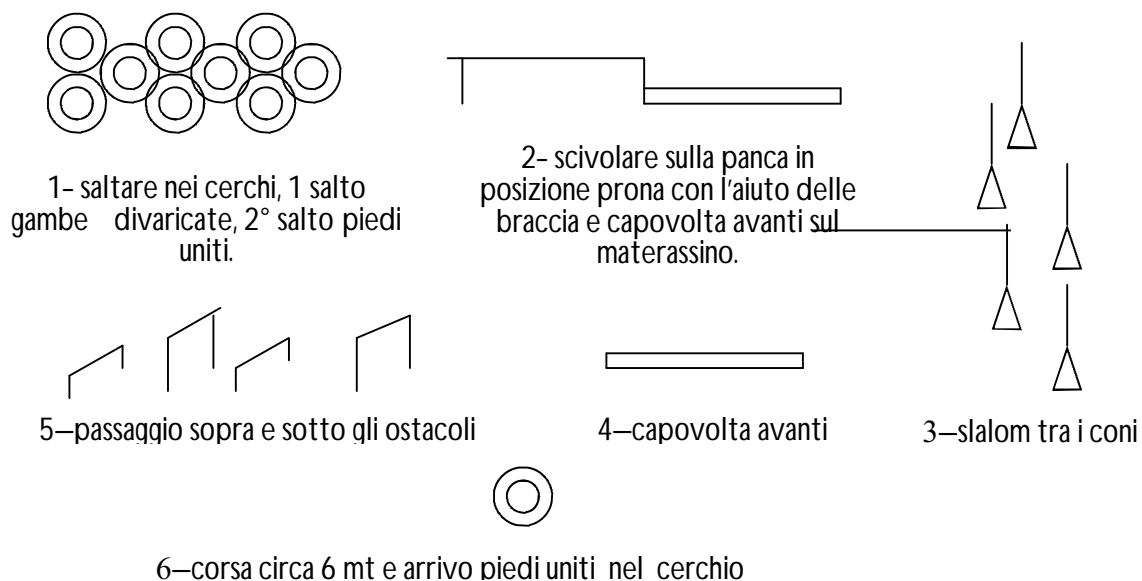 1- saltare nei cerchi, 1 salto
gambe divaricate, 2° salto piedi
uniti.
2- scivolare sulla panca in
posizione prona con l'aiuto delle
braccia e capovolta avanti sul
materassino.
5–passaggio sopra e sotto gli ostacoli
4–capovolta avanti
3–slalom tra i coni
6–corsa circa 6 mt e arrivo piedi uniti nel cerchio